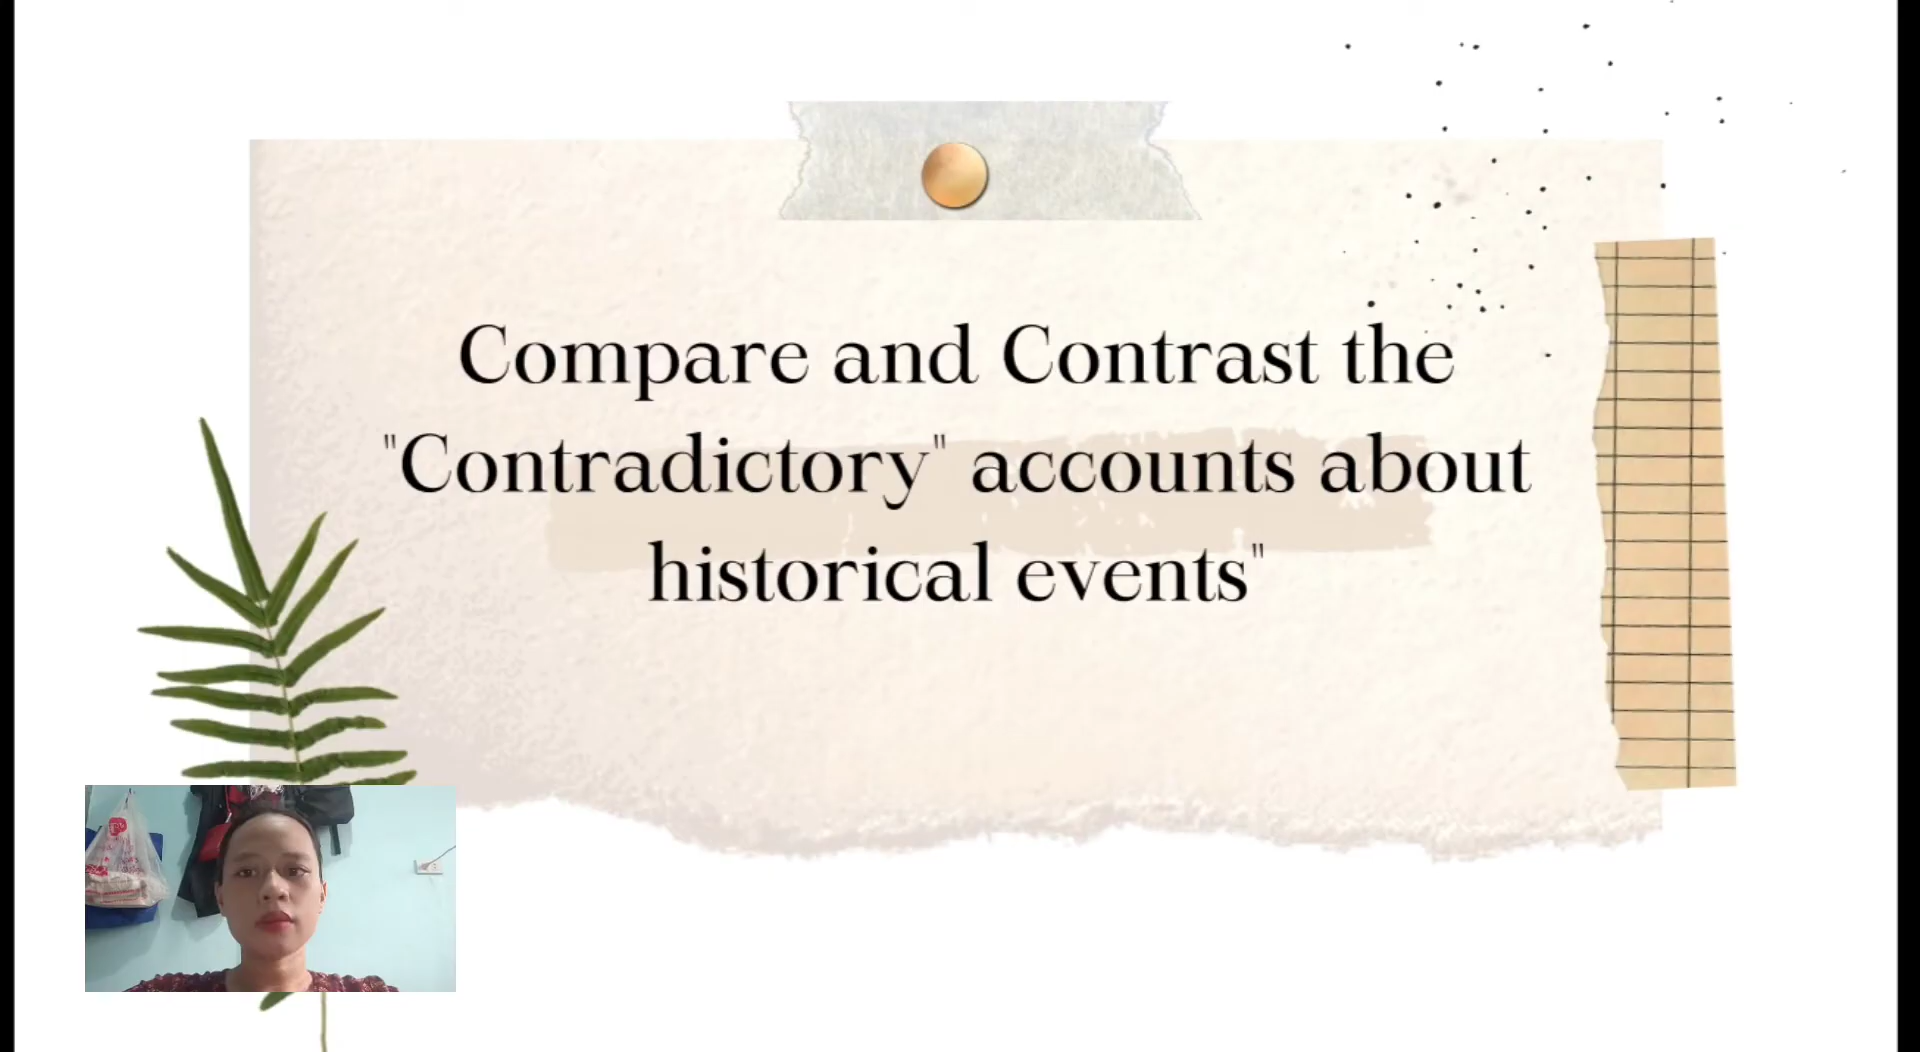 Compare and Contrast the
"Contradictory" accounts about
historical events"